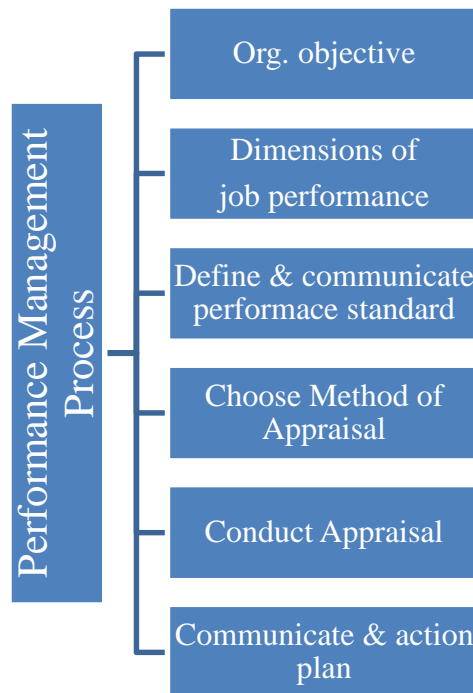 Performance Management
Process
Org. objective
Dimensions of
job performance
Define & communicate
performace standard
Choose Method of
Appraisal
Conduct Appraisal
Communicate & action
plan